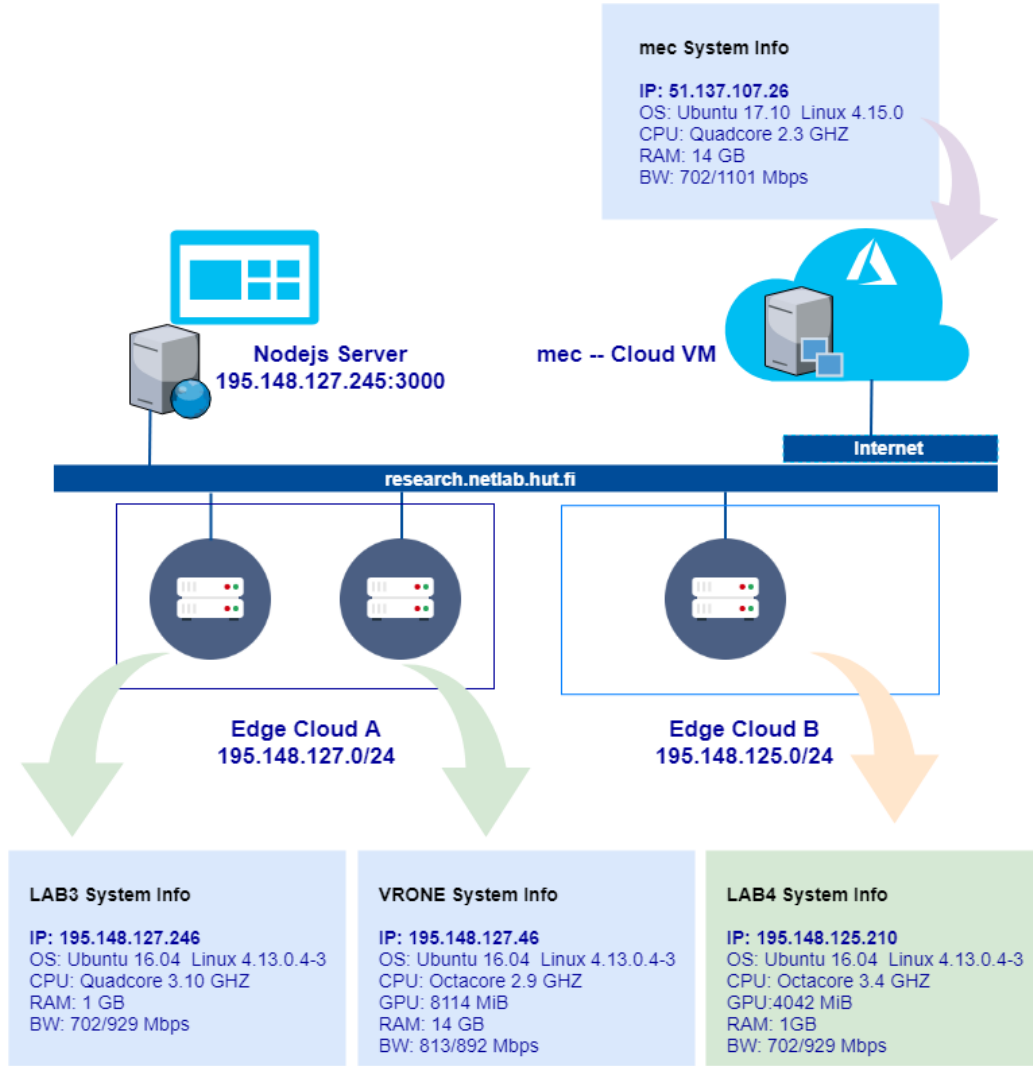 mec System Info
IP: 51.137.107.26
OS: Ubuntu 17.10 Linux 4.15.0
CPU: Quadcore 2.3 GHZ
RAM: 14 GB
BW: 702/1101 Mbps
Nodejs Server
195.148.127.245:3000
mec -- Cloud VM
Internet
research.netlab.hut.fi
Edge Cloud A
195.148.127.0/24
Edge Cloud B
195.148.125.0/24
LAB3 System Info
IP: 195.148.127.246
OS: Ubuntu 16.04 Linux 4.13.0.4-3
CPU: Quadcore 3.10 GHZ
RAM: 1 GB
BW: 702/929 Mbps
VRONE System Info
IP: 195.148.127.46
OS: Ubuntu 16.04 Linux 4.13.0.4-3
CPU: Octacore 2.9 GHZ
GPU: 8114 MiB
RAM: 14 GB
BW: 813/892 Mbps
LAB4 System Info
IP: 195.148.125.210
OS: Ubuntu 16.04 Linux 4.13.0.4-3
CPU: Octacore 3.4 GHZ
GPU:4042 MiB
RAM: 1GB
BW: 702/929 Mbps